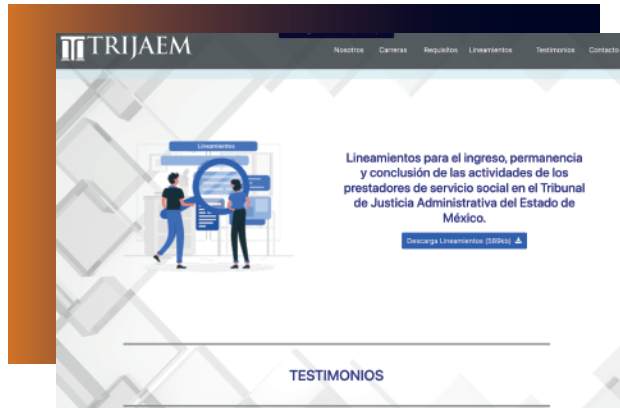 TRIJAEM
Nosotros Carreras Requisitos Lineamientos Testimonios Contacto
Lineamientos
Lineamientos para el ingreso, permanencia
y conclusión de las actividades de los
prestadores de servicio social en el Tribunal
de Justicia Administrativa del Estado de
México.
Descarga Lineamientos (589kb)
TESTIMONIOS